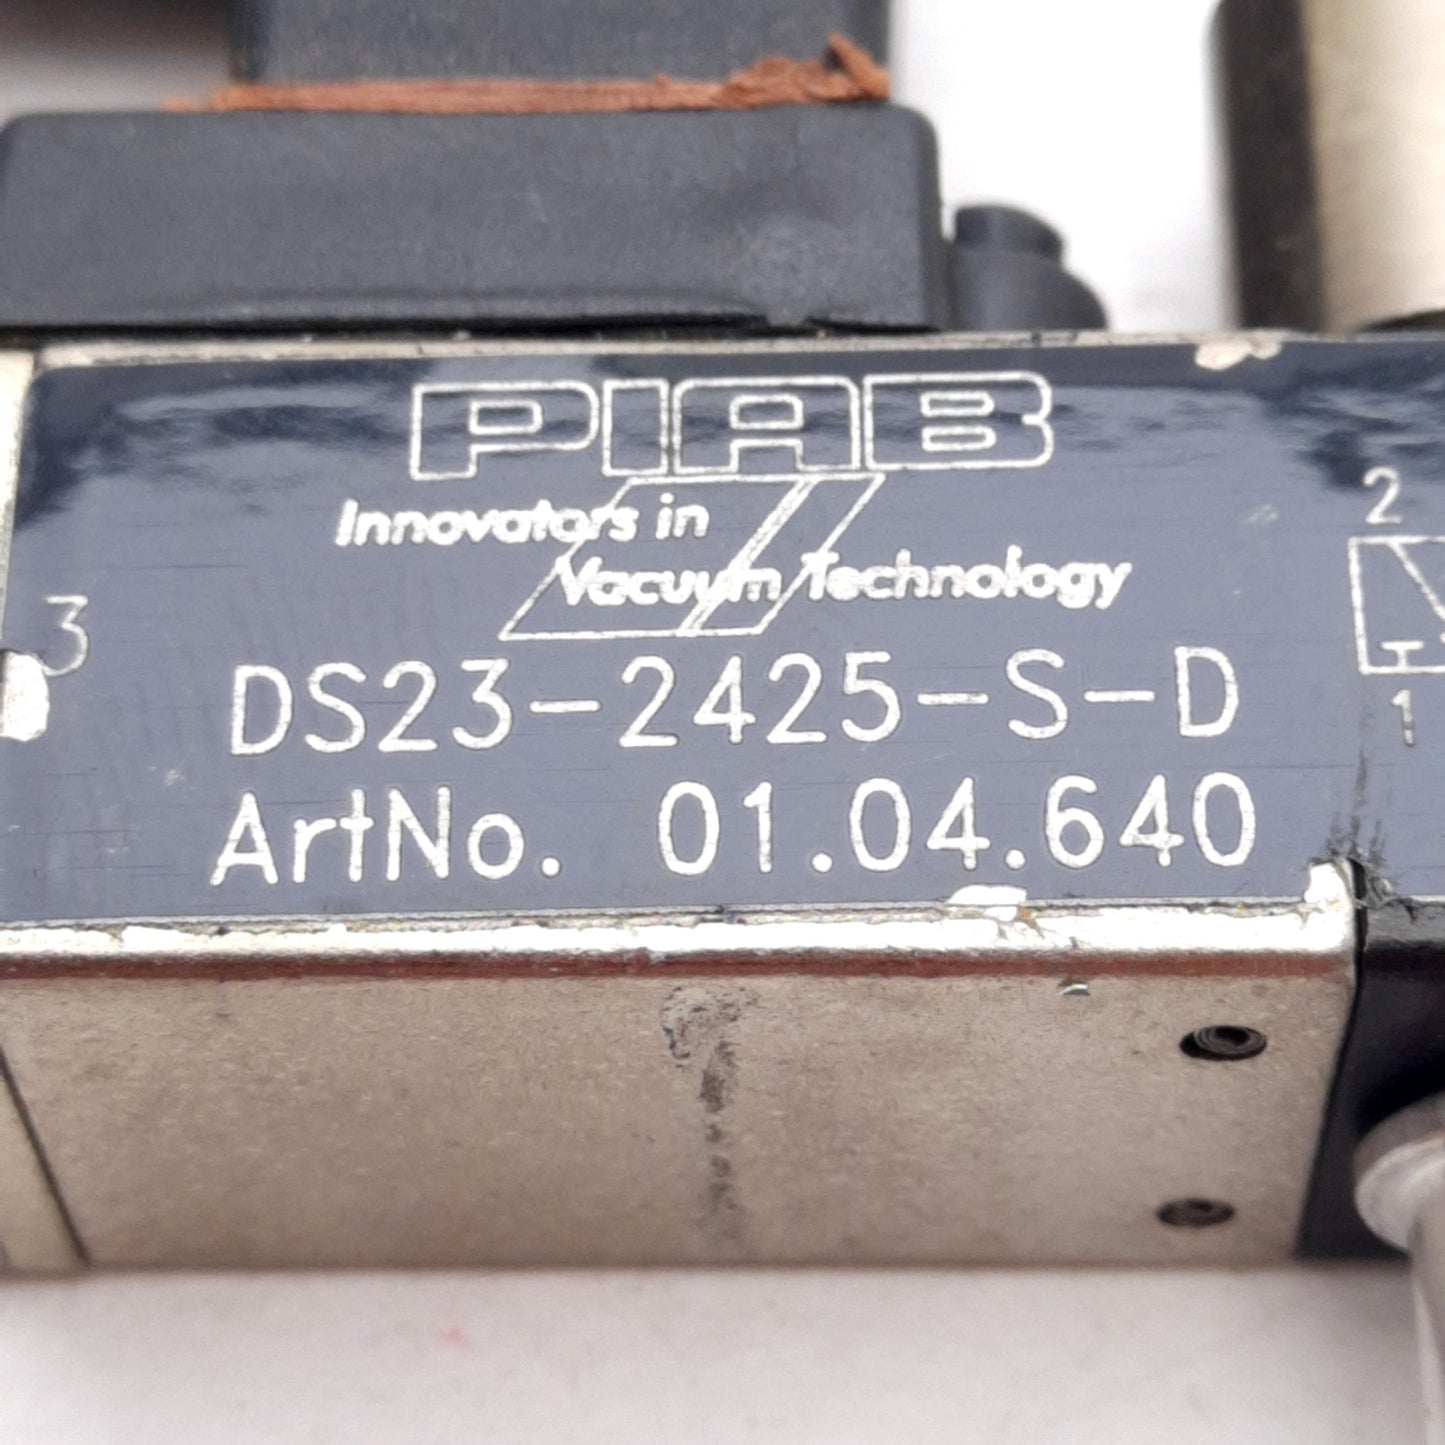 PIAB
Innovators in
Vacuum Technology
3
2
1
DS23-2425-S-D
ArtNo. 01.04.640